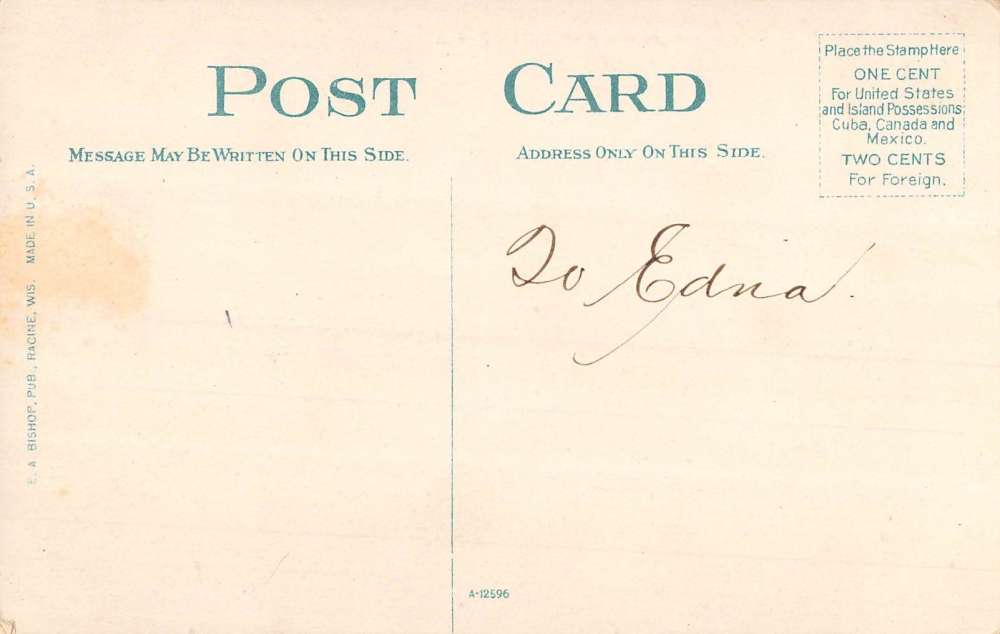 POST CARD
MESSAGE MAY BE WRITTEN ON THIS SIDE.
ADDRESS ONLY ON THIS SIDE.
Place the Stamp Here
ONE CENT
For United States
and Island Possessions,
Cuba, Canada and
Mexico.
TWO CENTS
For Foreign.
To Edna.
E. A BISHOP, PUB., RACINE, WIS. MADE IN U. S. A.
A-12596